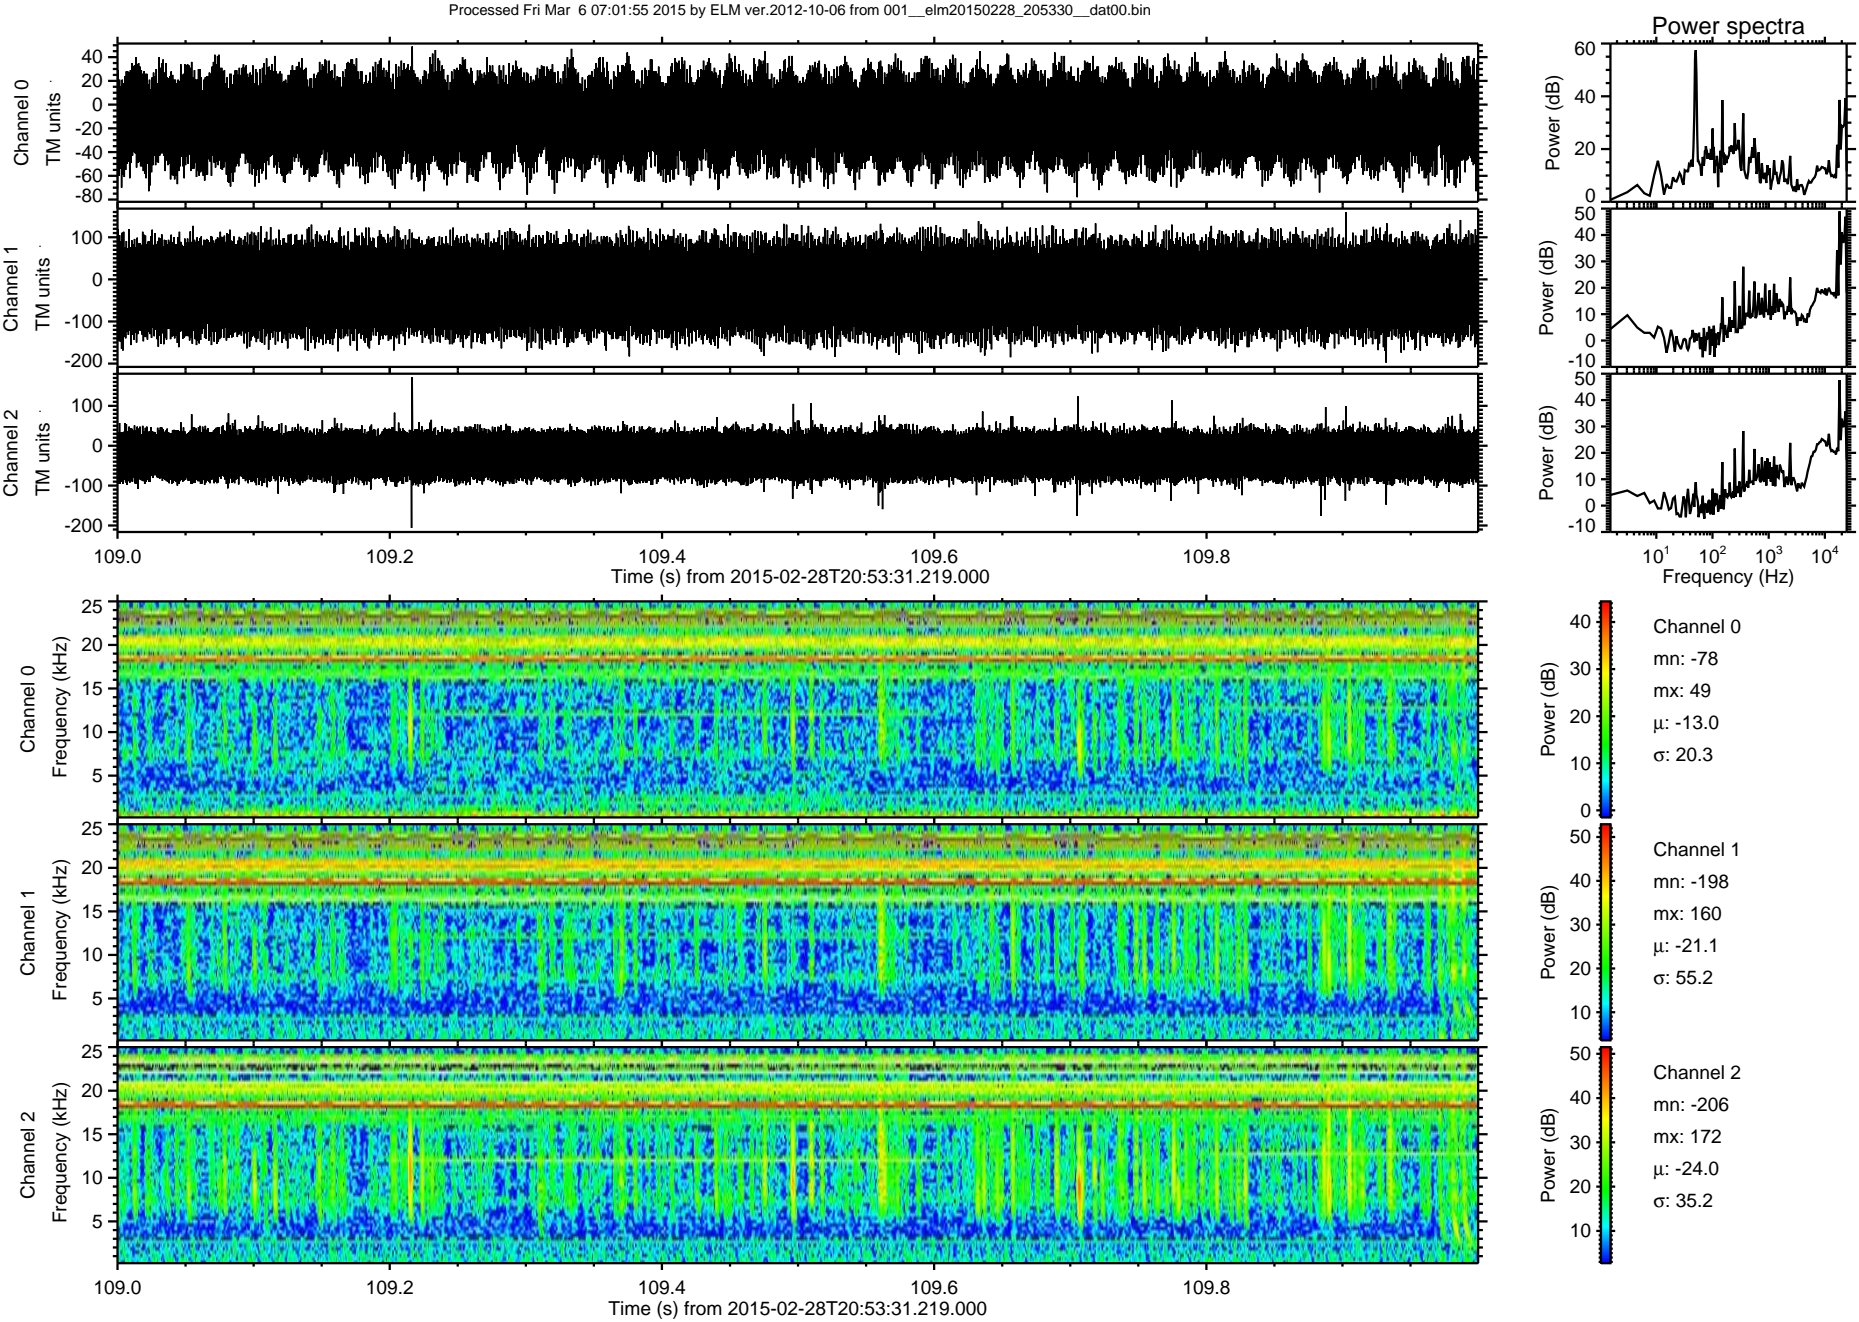 Processed Fri Mar  6 07:01:55 2015 by ELM ver.2012-10-06 from 001__elm20150228_205330__dat00.bin
Power spectra
Channel 0
TM units
40
20
0
-20
-40
-60
-80
Power (dB)
60
40
20
0
Channel 1
TM units
100
0
-100
-200
Power (dB)
50
40
30
20
10
0
-10
Channel 2
TM units
100
0
-100
-200
Power (dB)
50
40
30
20
10
0
-10
109.0 109.2 109.4 109.6 109.8
Time (s) from 2015-02-28T20:53:31.219.000
10¹ 10² 10³ 10⁴
Frequency (Hz)
Channel 0
Frequency (kHz)
25
20
15
10
5
Power (dB)
40
30
20
10
0
Channel 0
mn: -78
mx: 49
μ: -13.0
σ: 20.3
Channel 1
Frequency (kHz)
25
20
15
10
5
Power (dB)
50
40
30
20
10
Channel 1
mn: -198
mx: 160
μ: -21.1
σ: 55.2
Channel 2
Frequency (kHz)
25
20
15
10
5
Power (dB)
50
40
30
20
10
Channel 2
mn: -206
mx: 172
μ: -24.0
σ: 35.2
109.0 109.2 109.4 109.6 109.8
Time (s) from 2015-02-28T20:53:31.219.000